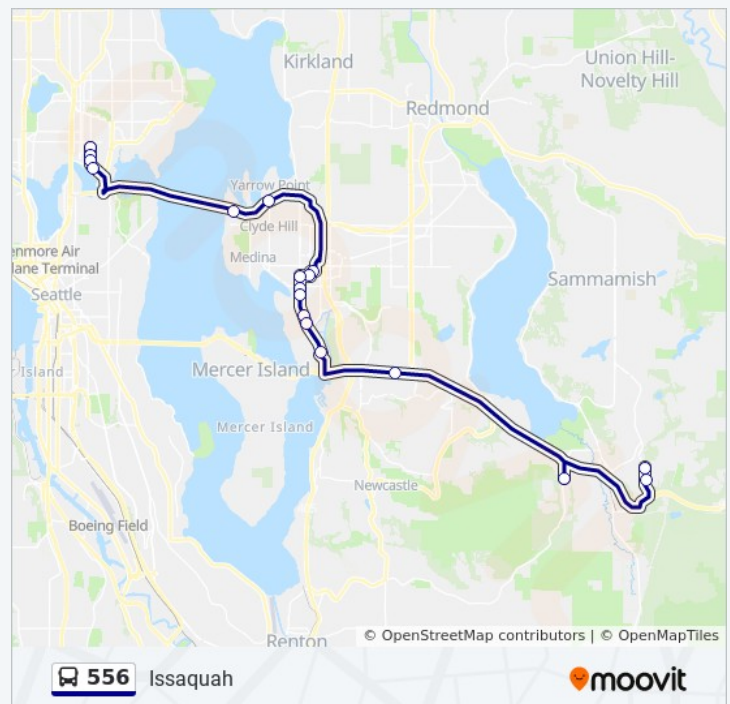 Kirkland
Union Hill-
Novelty Hill
Redmond
Yarrow Point
Clyde Hill
enmore Air
lane Terminal
Medina
Seattle
Sammamish
Island
Mercer Island
Mercer Island
Newcastle
Boeing Field
Renton
© OpenStreetMap contributors | © OpenMapTiles
556 Issaquah
moovit